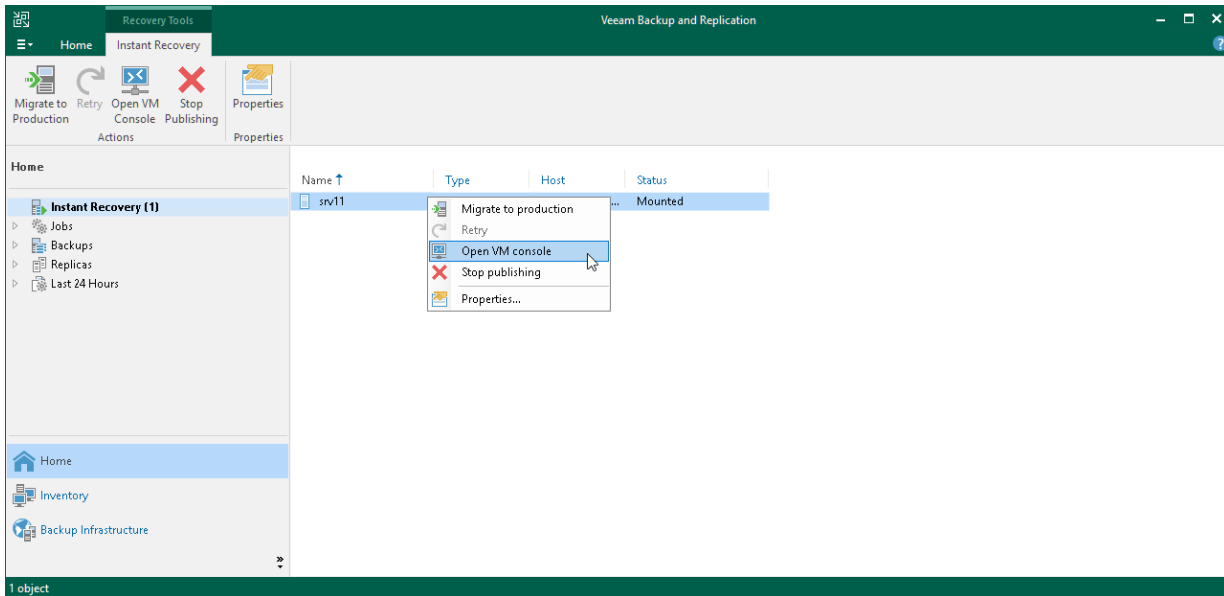 Recovery Tools
Veeam Backup and Replication
Home
Instant Recovery
?
Migrate to Production
Retry
Open VM Console
Stop Publishing
Properties
Actions
Properties
Home
Name
Type
Host
Status
Instant Recovery (1)
srv11
...
Mounted
Jobs
Backups
Replicas
Last 24 Hours
Migrate to production
Retry
Open VM console
Stop publishing
Properties...
Home
Inventory
Backup Infrastructure
1 object